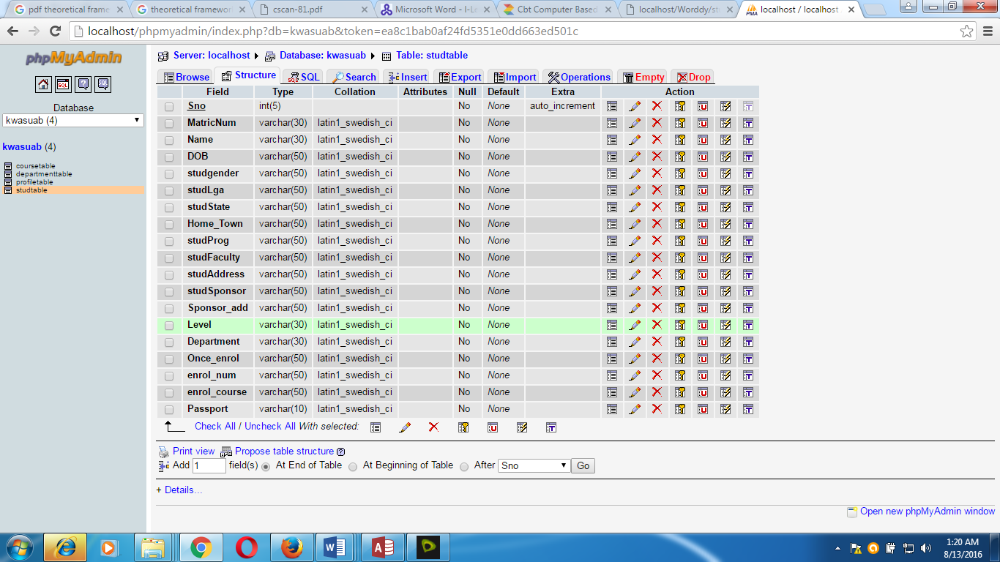 pdf theoretical frame
theoretical framework
cscan-81.pdf
Microsoft Word - I-Le
Cbt Computer Based
localhost/Worddy/stu
localhost / localhost
localhost/phpmyadmin/index.php?db=kwasuab&token=ea8c1bab0af24fd5351e0dd663ed501c
phpMyAdmin
SQL
Database
kwasuab (4)
kwasuab (4)
coursetable
departmenttable
profiletable
studtable
Server: localhost Database: kwasuab Table: studtable
Browse Structure SQL Search Insert Export Import Operations Empty Drop
Field Type Collation Attributes Null Default Extra Action
Sno int(5) No None auto_increment
MatricNum varchar(30) latin1_swedish_ci No None
Name varchar(30) latin1_swedish_ci No None
DOB varchar(50) latin1_swedish_ci No None
studgender varchar(50) latin1_swedish_ci No None
studLga varchar(50) latin1_swedish_ci No None
studState varchar(50) latin1_swedish_ci No None
Home_Town varchar(50) latin1_swedish_ci No None
studProg varchar(50) latin1_swedish_ci No None
studFaculty varchar(50) latin1_swedish_ci No None
studAddress varchar(50) latin1_swedish_ci No None
studSponsor varchar(50) latin1_swedish_ci No None
Sponsor_add varchar(50) latin1_swedish_ci No None
Level varchar(30) latin1_swedish_ci No None
Department varchar(30) latin1_swedish_ci No None
Once_enrol varchar(50) latin1_swedish_ci No None
enrol_num varchar(50) latin1_swedish_ci No None
enrol_course varchar(50) latin1_swedish_ci No None
Passport varchar(10) latin1_swedish_ci No None
Check All / Uncheck All With selected:
Print view Propose table structure
Add 1 field(s) At End of Table At Beginning of Table After Sno Go
+ Details...
Open new phpMyAdmin window
1:20 AM
8/13/2016